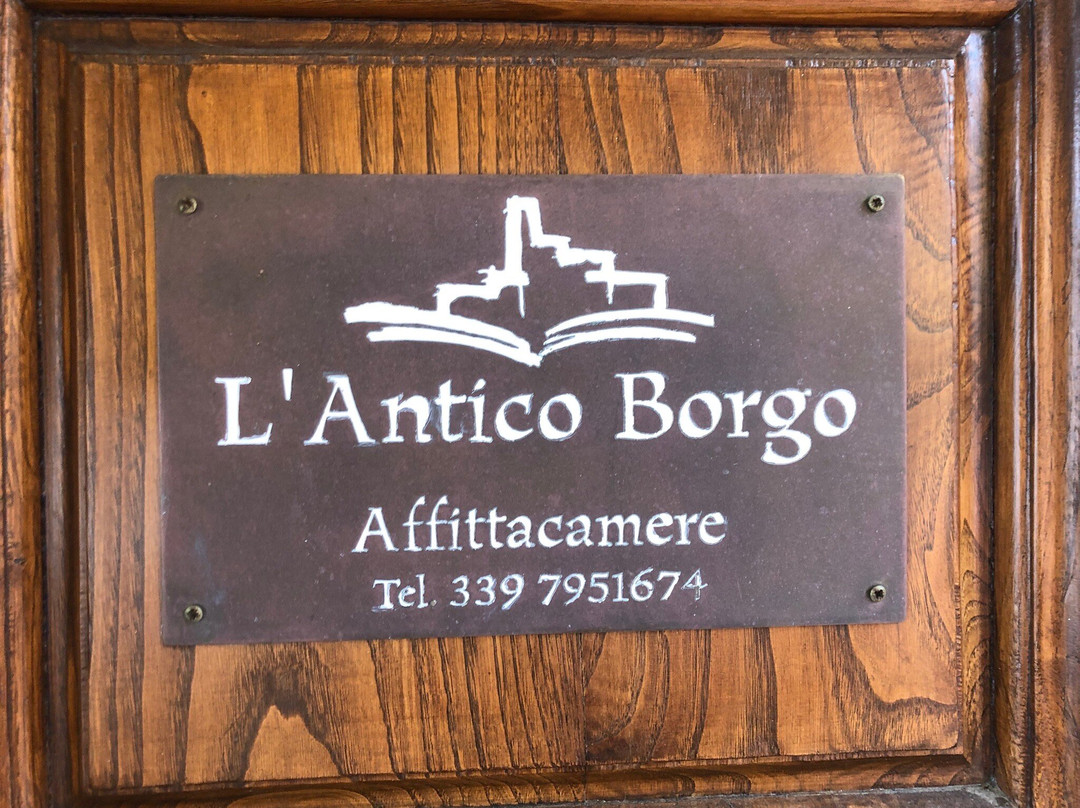 L'Antico Borgo
Affittacamere
Tel. 339 7951674